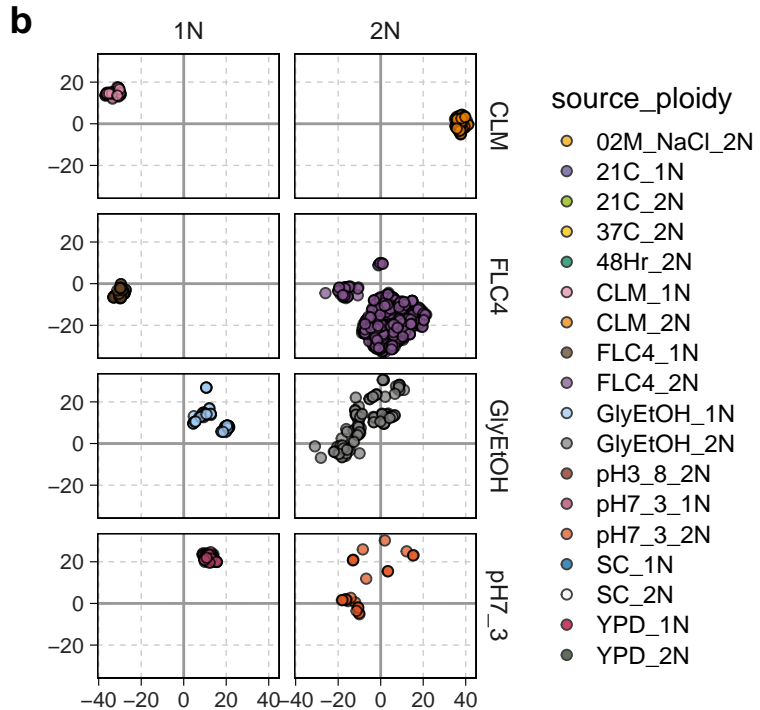 b
1N 2N
20
0
−20
CLM
20
0
−20
FLC4
20
0
−20
GlyEtOH
20
0
−20
pH7_3
−40 −20 0 20 40
−40 −20 0 20 40
source_ploidy
02M_NaCl_2N
21C_1N
21C_2N
37C_2N
48Hr_2N
CLM_1N
CLM_2N
FLC4_1N
FLC4_2N
GlyEtOH_1N
GlyEtOH_2N
pH3_8_2N
pH7_3_1N
pH7_3_2N
SC_1N
SC_2N
YPD_1N
YPD_2N